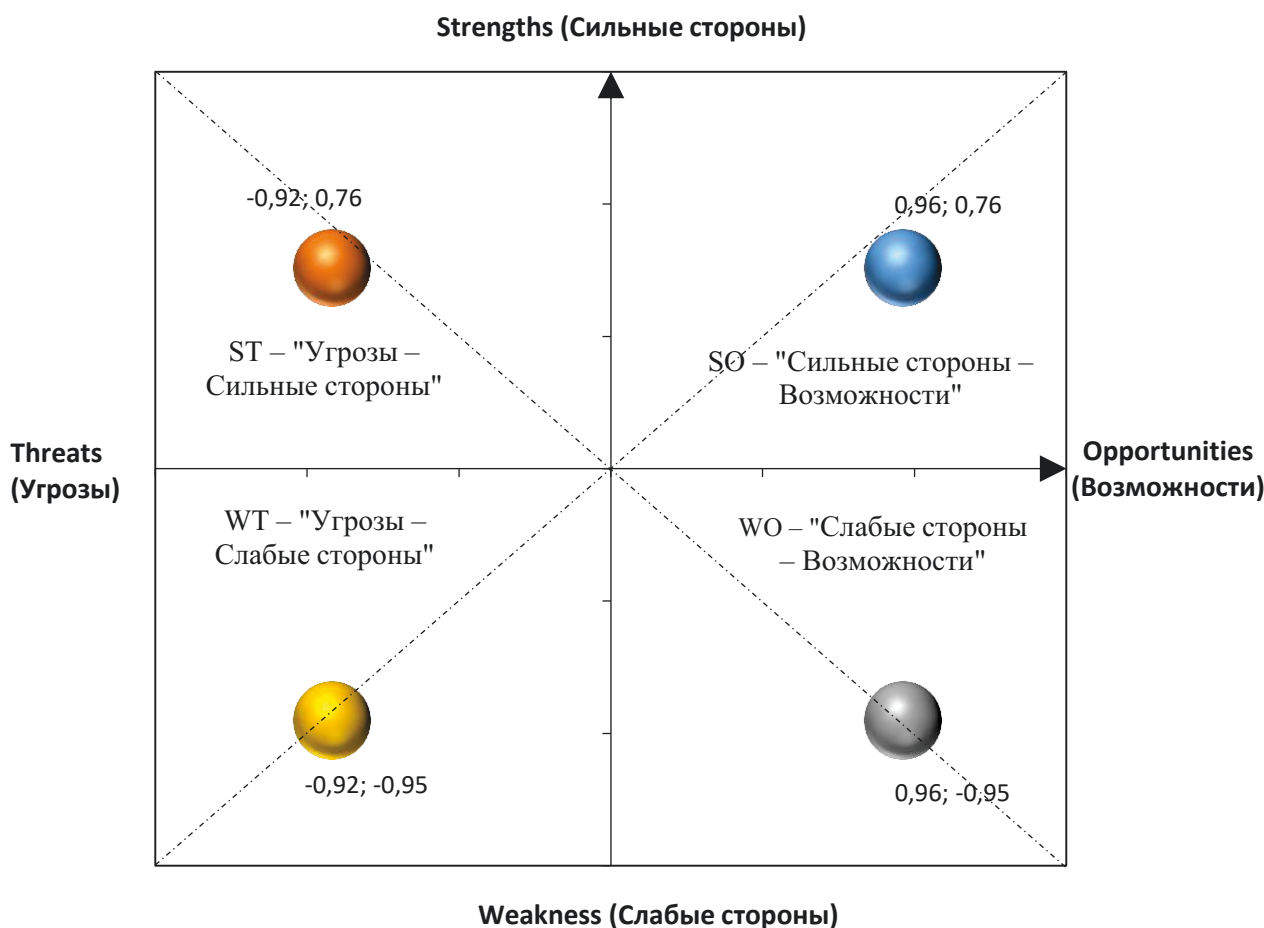 Strengths (Сильные стороны)
-0,92; 0,76
0,96; 0,76
ST – "Угрозы –
Сильные стороны"
SO – "Сильные стороны –
Возможности"
Threats
(Угрозы)
Opportunities
(Возможности)
WT – "Угрозы –
Слабые стороны"
WO – "Слабые стороны
– Возможности"
-0,92; -0,95
0,96; -0,95
Weakness (Слабые стороны)